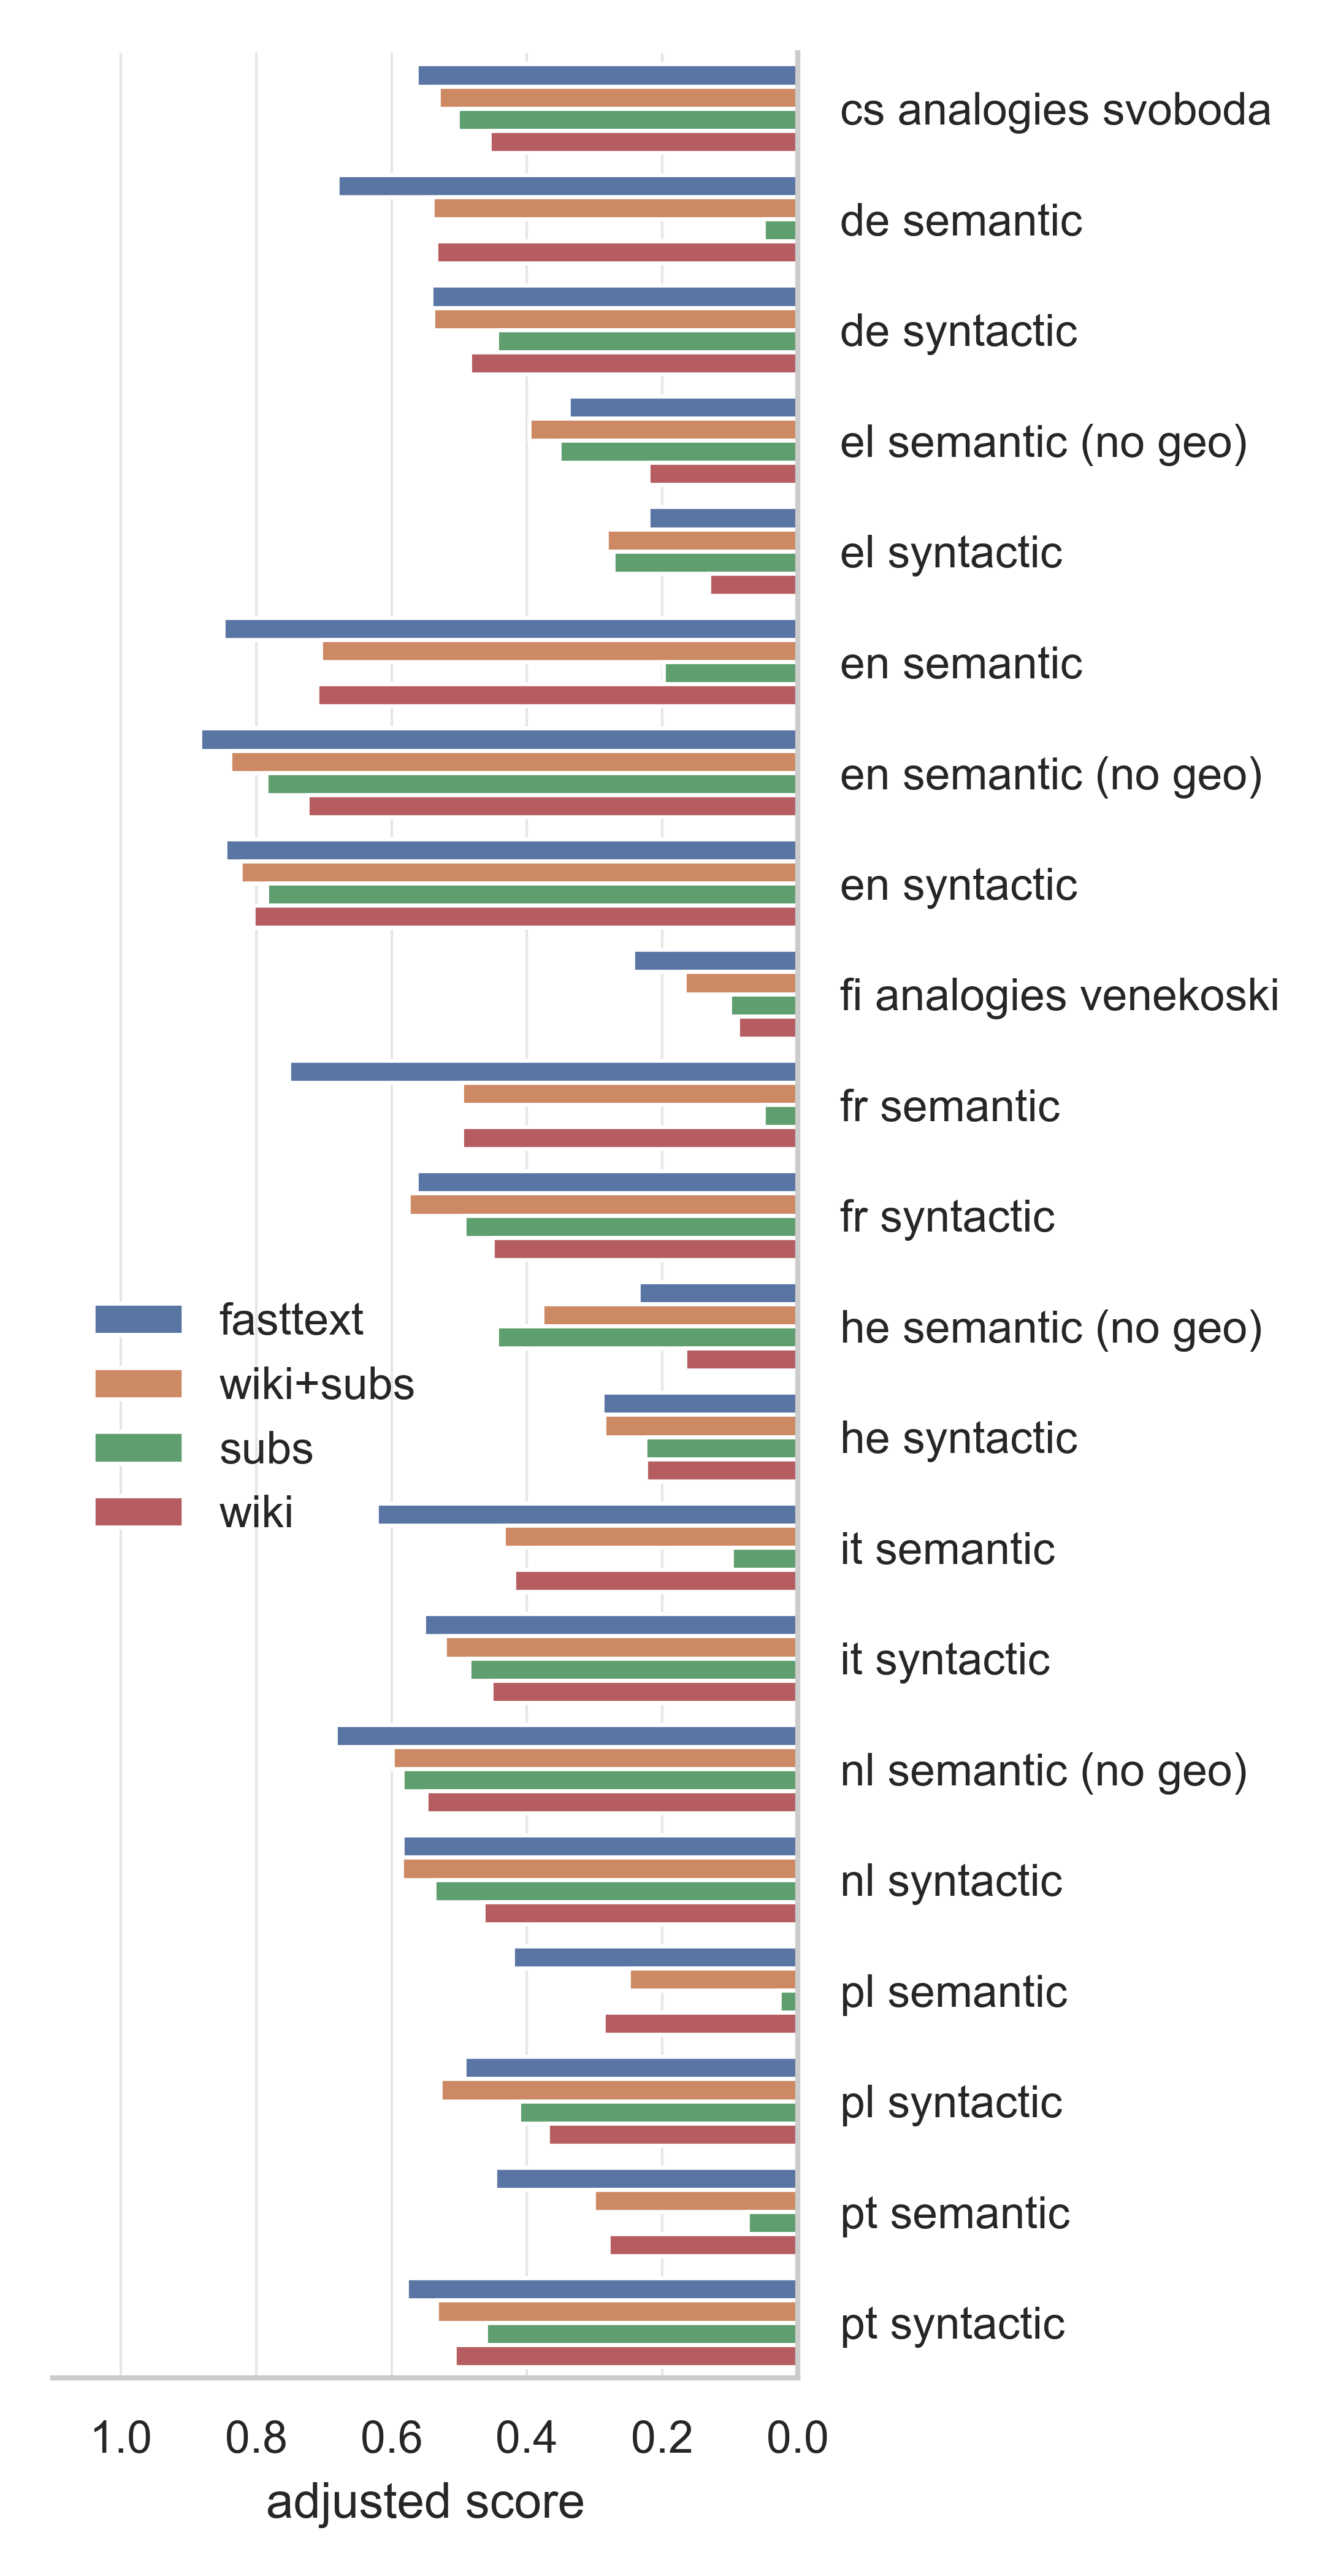 cs analogies svoboda
de semantic
de syntactic
el semantic (no geo)
el syntactic
en semantic
en semantic (no geo)
en syntactic
fi analogies venekoski
fr semantic
fr syntactic
he semantic (no geo)
he syntactic
it semantic
it syntactic
nl semantic (no geo)
nl syntactic
pl semantic
pl syntactic
pt semantic
pt syntactic
fasttext
wiki+subs
subs
wiki
1.0 0.8 0.6 0.4 0.2 0.0
adjusted score